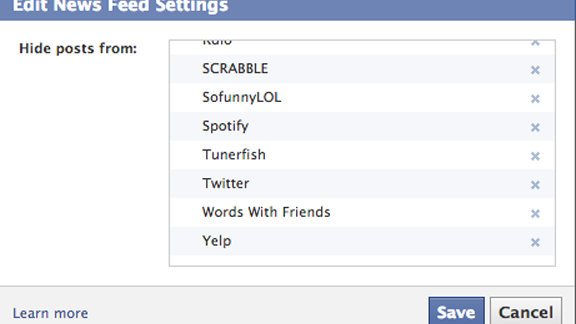 Edit News Feed Settings
Hide posts from:
SCRABBLE
SofunnyLOL
Spotify
Tunerfish
Twitter
Words With Friends
Yelp
Learn more
Save
Cancel